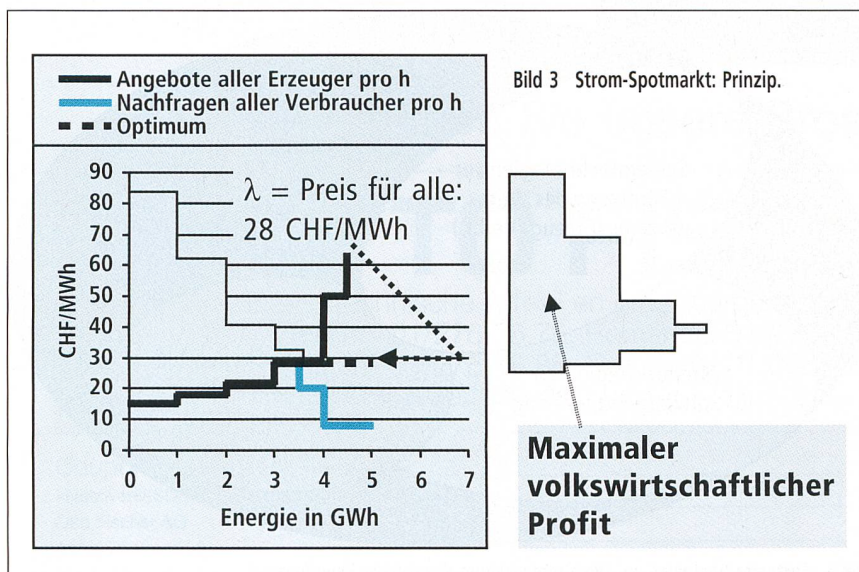 Angebote aller Erzeuger pro h
Nachfragen aller Verbraucher pro h
Optimum
Bild 3 Strom-Spotmarkt: Prinzip.
λ = Preis für alle:
28 CHF/MWh
CHF/MWh
90
80
70
60
50
40
30
20
10
0
0 1 2 3 4 5 6 7
Energie in GWh
Maximaler
volkswirtschaftlicher
Profit